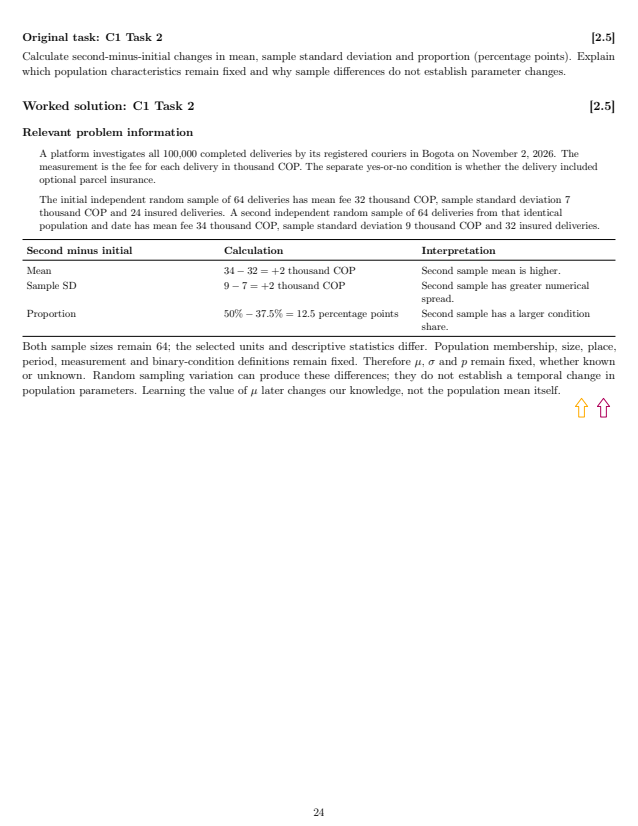 Original task: C1 Task 2 [2.5]
Calculate second-minus-initial changes in mean, sample standard deviation and proportion (percentage points). Explain
which population characteristics remain fixed and why sample differences do not establish parameter changes.
Worked solution: C1 Task 2 [2.5]
Relevant problem information
A platform investigates all 100,000 completed deliveries by its registered couriers in Bogota on November 2, 2026. The
measurement is the fee for each delivery in thousand COP. The separate yes-or-no condition is whether the delivery included
optional parcel insurance.
The initial independent random sample of 64 deliveries has mean fee 32 thousand COP, sample standard deviation 7
thousand COP and 24 insured deliveries. A second independent random sample of 64 deliveries from that identical
population and date has mean fee 34 thousand COP, sample standard deviation 9 thousand COP and 32 insured deliveries.
Second minus initial Calculation Interpretation
Mean 34 − 32 = +2 thousand COP Second sample mean is higher.
Sample SD 9 − 7 = +2 thousand COP Second sample has greater numerical
spread.
Proportion 50% − 37.5% = 12.5 percentage points Second sample has a larger condition
share.
Both sample sizes remain 64; the selected units and descriptive statistics differ. Population membership, size, place,
period, measurement and binary-condition definitions remain fixed. Therefore μ, σ and p remain fixed, whether known
or unknown. Random sampling variation can produce these differences; they do not establish a temporal change in
population parameters. Learning the value of μ later changes our knowledge, not the population mean itself.
24